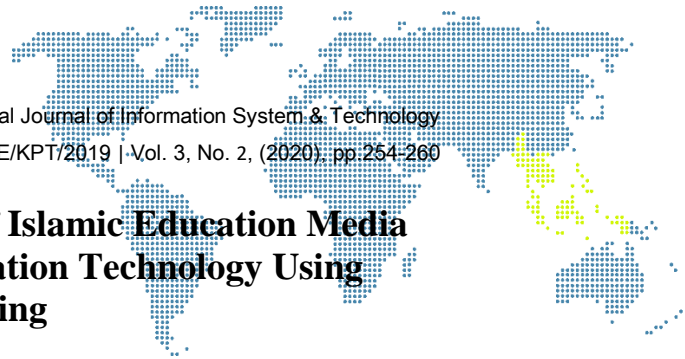 al Journal of Information System & Technology
E/KPT/2019 | Vol. 3, No. 2, (2020), pp.254-260
Islamic Education Media
ation Technology Using
ing